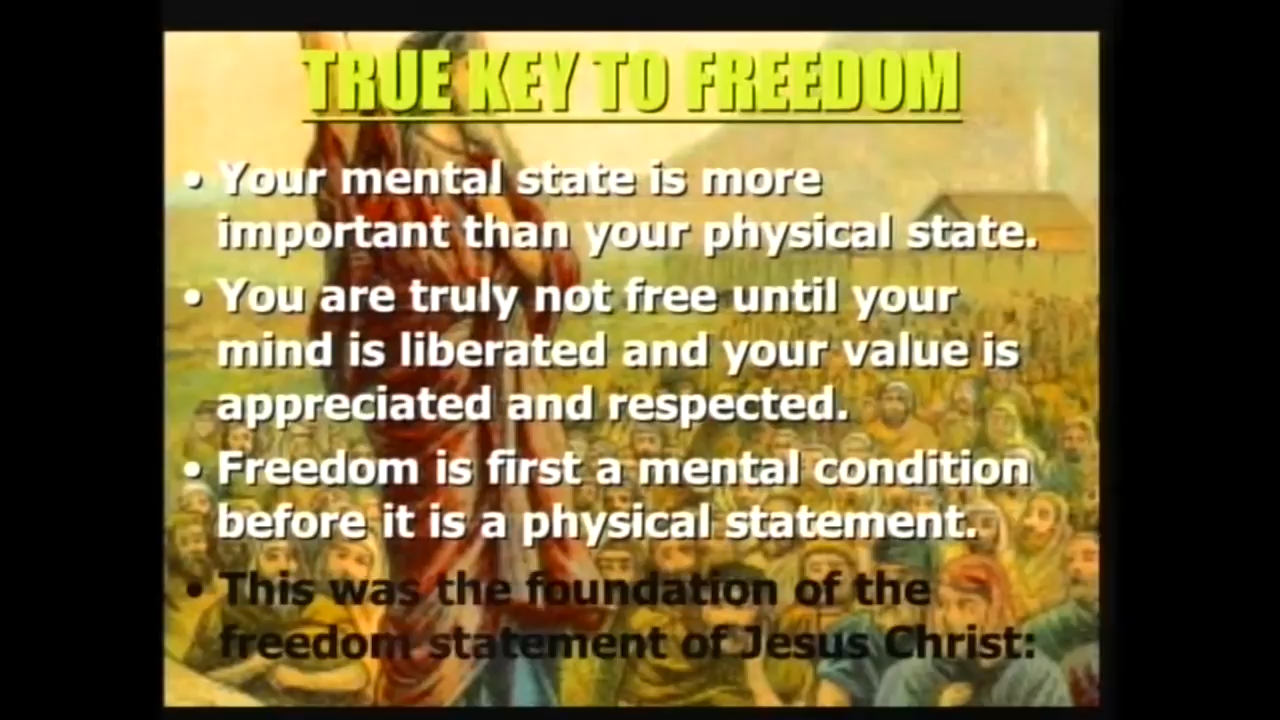 TRUE KEY TO FREEDOM
• Your mental state is more
important than your physical state.
• You are truly not free until your
mind is liberated and your value is
appreciated and respected.
• Freedom is first a mental condition
before it is a physical statement.
• This was the foundation of the
freedom statement of Jesus Christ: